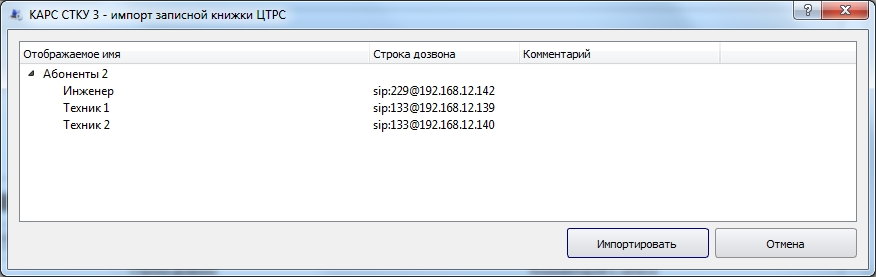 КАРС СТКУ 3 - импорт записной книжки ЦТРС
Отображаемое имя Строка дозвона Комментарий
Абоненты 2
Инженер sip:229@192.168.12.142
Техник 1 sip:133@192.168.12.139
Техник 2 sip:133@192.168.12.140
Импортировать Отмена